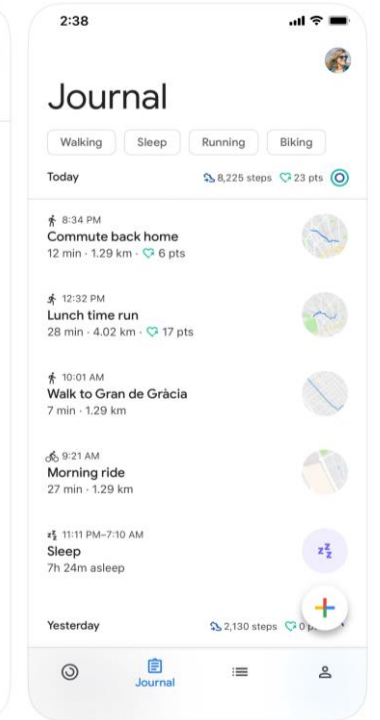 2:38
Journal
Walking Sleep Running Biking
Today 8,225 steps 23 pts
8:34 PM
Commute back home
12 min · 1.29 km · 6 pts
12:32 PM
Lunch time run
28 min · 4.02 km · 17 pts
10:01 AM
Walk to Gran de Gràcia
7 min · 1.29 km
9:21 AM
Morning ride
27 min · 1.29 km
11:11 PM–7:10 AM
Sleep
7h 24m asleep
Yesterday 2,130 steps 0
Journal